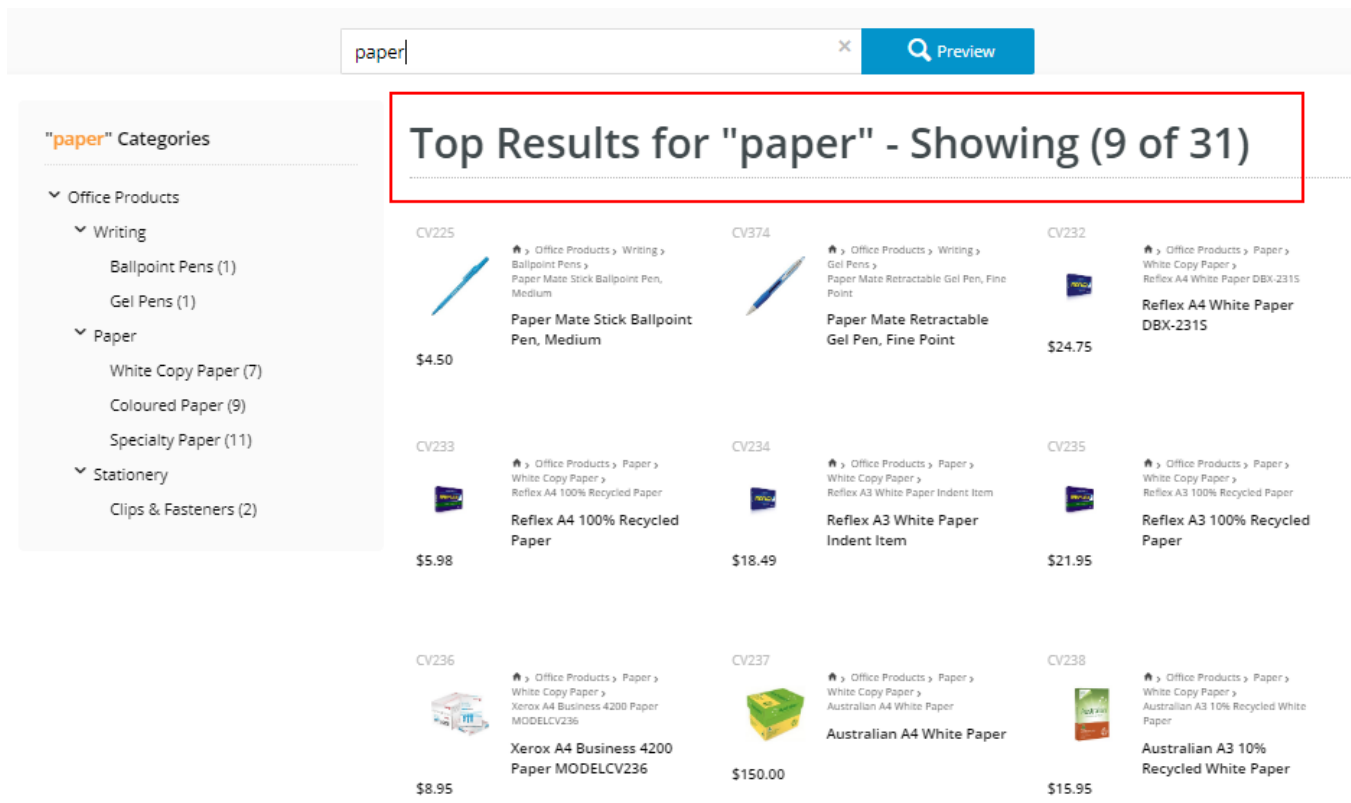 paper
×
Preview
"paper" Categories
Office Products
Writing
Ballpoint Pens (1)
Gel Pens (1)
Paper
White Copy Paper (7)
Coloured Paper (9)
Specialty Paper (11)
Stationery
Clips & Fasteners (2)
Top Results for "paper" - Showing (9 of 31)
CV225
Office Products > Writing >
Ballpoint Pens >
Paper Mate Stick Ballpoint Pen,
Medium
Paper Mate Stick Ballpoint
Pen, Medium
$4.50
CV374
Office Products > Writing >
Gel Pens >
Paper Mate Retractable Gel Pen, Fine
Point
Paper Mate Retractable
Gel Pen, Fine Point
CV232
Office Products > Paper >
White Copy Paper >
Reflex A4 White Paper DBX-231S
Reflex A4 White Paper
DBX-231S
$24.75
CV233
Office Products > Paper >
White Copy Paper >
Reflex A4 100% Recycled Paper
Reflex A4 100% Recycled
Paper
$5.98
CV234
Office Products > Paper >
White Copy Paper >
Reflex A3 White Paper Indent Item
Reflex A3 White Paper
Indent Item
$18.49
CV235
Office Products > Paper >
White Copy Paper >
Reflex A3 100% Recycled Paper
Reflex A3 100% Recycled
Paper
$21.95
CV236
Office Products > Paper >
White Copy Paper >
Xerox A4 Business 4200 Paper
MODELCV236
Xerox A4 Business 4200
Paper MODELCV236
$8.95
CV237
Office Products > Paper >
White Copy Paper >
Australian A4 White Paper
Australian A4 White Paper
$150.00
CV238
Office Products > Paper >
White Copy Paper >
Australian A3 10% Recycled White
Paper
Australian A3 10%
Recycled White Paper
$15.95